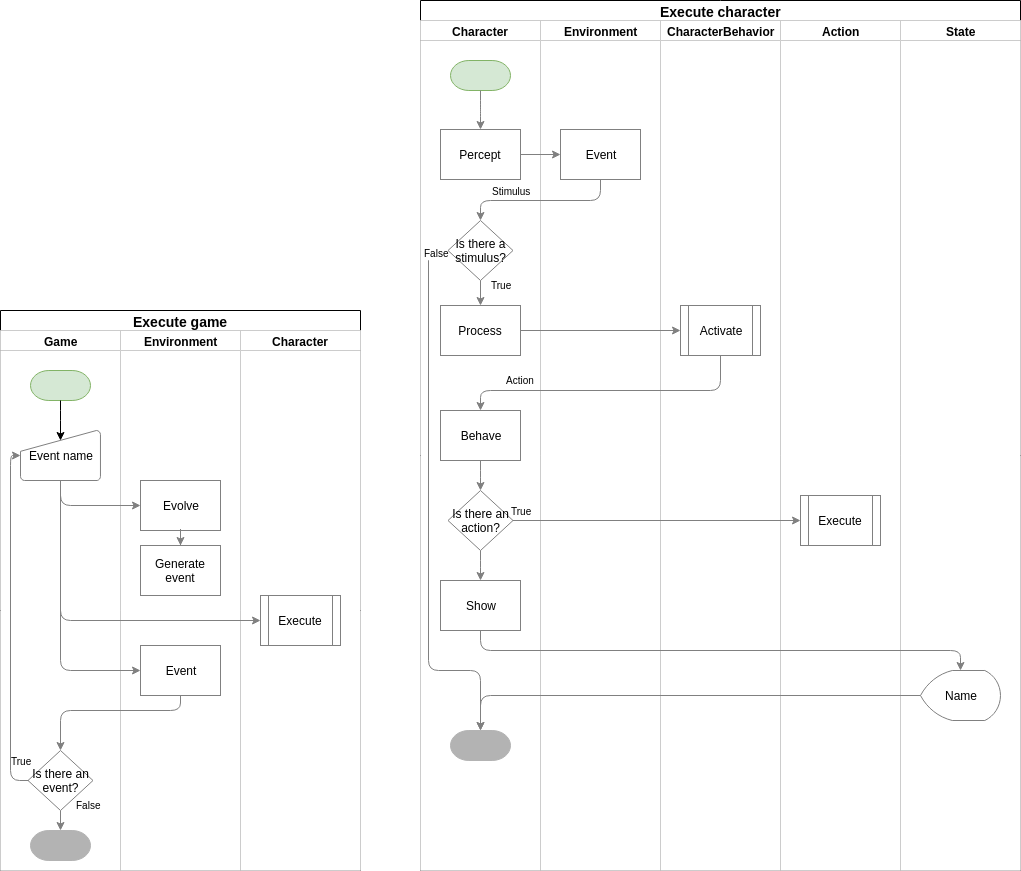 Execute character
Character
Environment
CharacterBehavior
Action
State
Percept
Event
Stimulus
Is there a
stimulus?
False
True
Process
Activate
Action
Behave
Is there an
action?
True
Execute
Show
Name
Execute game
Game
Environment
Character
Event name
Evolve
Generate
event
Execute
Event
True
Is there an
event?
False